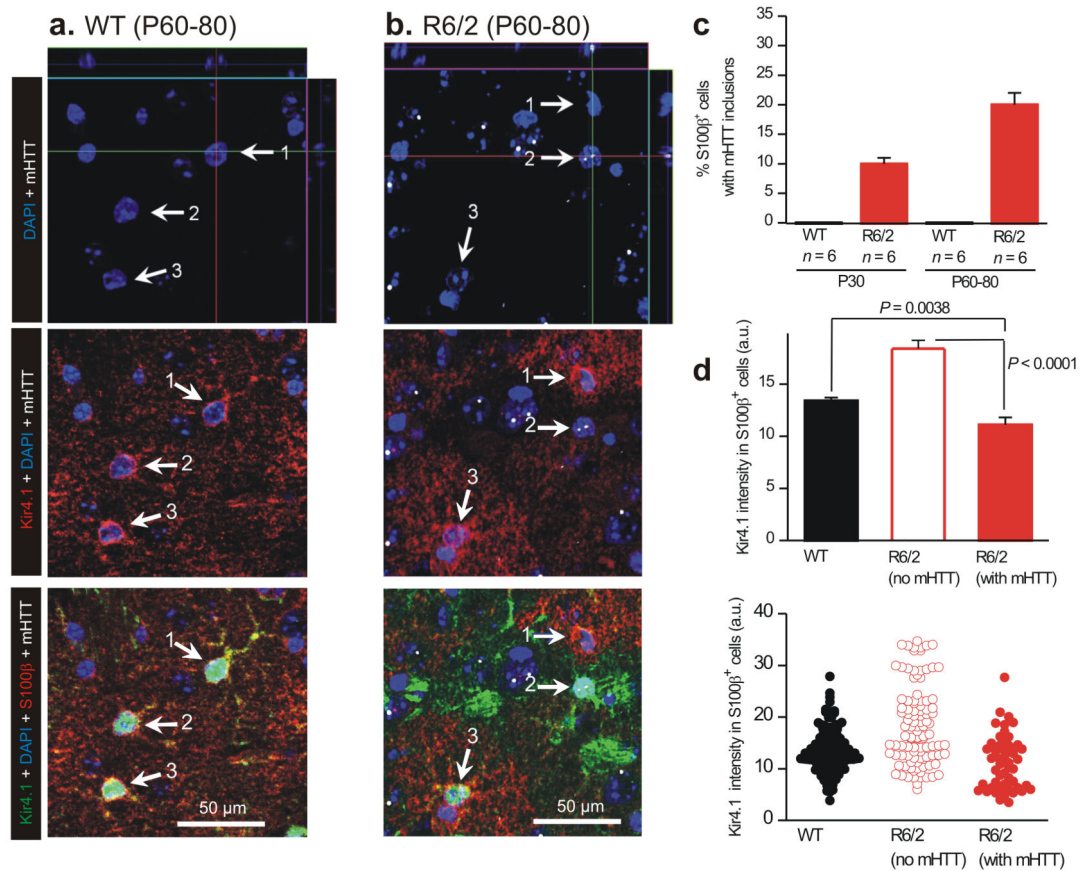 a. WT (P60-80)
b. R6/2 (P60-80)
DAPI + mHTT
1
2
3
1
2
3
Kir4.1 + DAPI + mHTT
1
2
3
1
2
3
Kir4.1 + DAPI + S100β + mHTT
1
2
3
50 µm
1
2
3
50 µm
c
% S100β+ cells
with mHTT inclusions
35
30
25
20
15
10
5
0
WT R6/2 WT R6/2
n = 6 n = 6 n = 6 n = 6
P30 P60-80
d
P = 0.0038
P < 0.0001
Kir4.1 intensity in S100β+ cells (a.u.)
15
10
5
0
WT R6/2 R6/2
(no mHTT) (with mHTT)
Kir4.1 intensity in S100β+ cells (a.u.)
40
30
20
10
0
WT R6/2 R6/2
(no mHTT) (with mHTT)